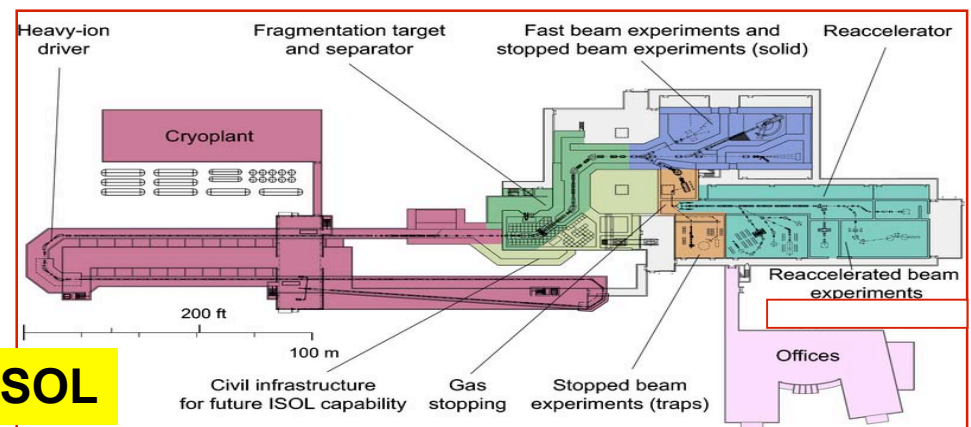 Heavy-ion
driver
Fragmentation target
and separator
Fast beam experiments and
stopped beam experiments (solid)
Reaccelerator
Cryoplant
Reaccelerated beam
experiments
200 ft
100 m
Offices
SOL
Civil infrastructure
for future ISOL capability
Gas
stopping
Stopped beam
experiments (traps)